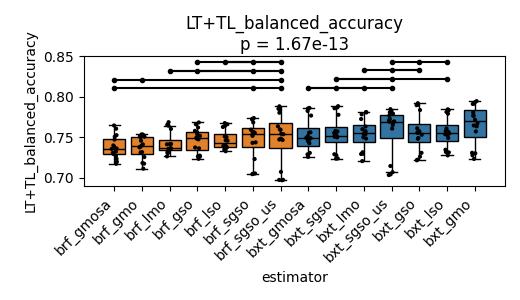 LT+TL_balanced_accuracy
p = 1.67e-13
LT+TL_balanced_accuracy
0.85
0.80
0.75
0.70
brf_gmosa
brf_gmo
brf_lmo
brf_gso
brf_lso
brf_sgso
brf_sgso_us
bxt_gmosa
bxt_sgso
bxt_lmo
bxt_sgso_us
bxt_gso
bxt_lso
bxt_gmo
estimator